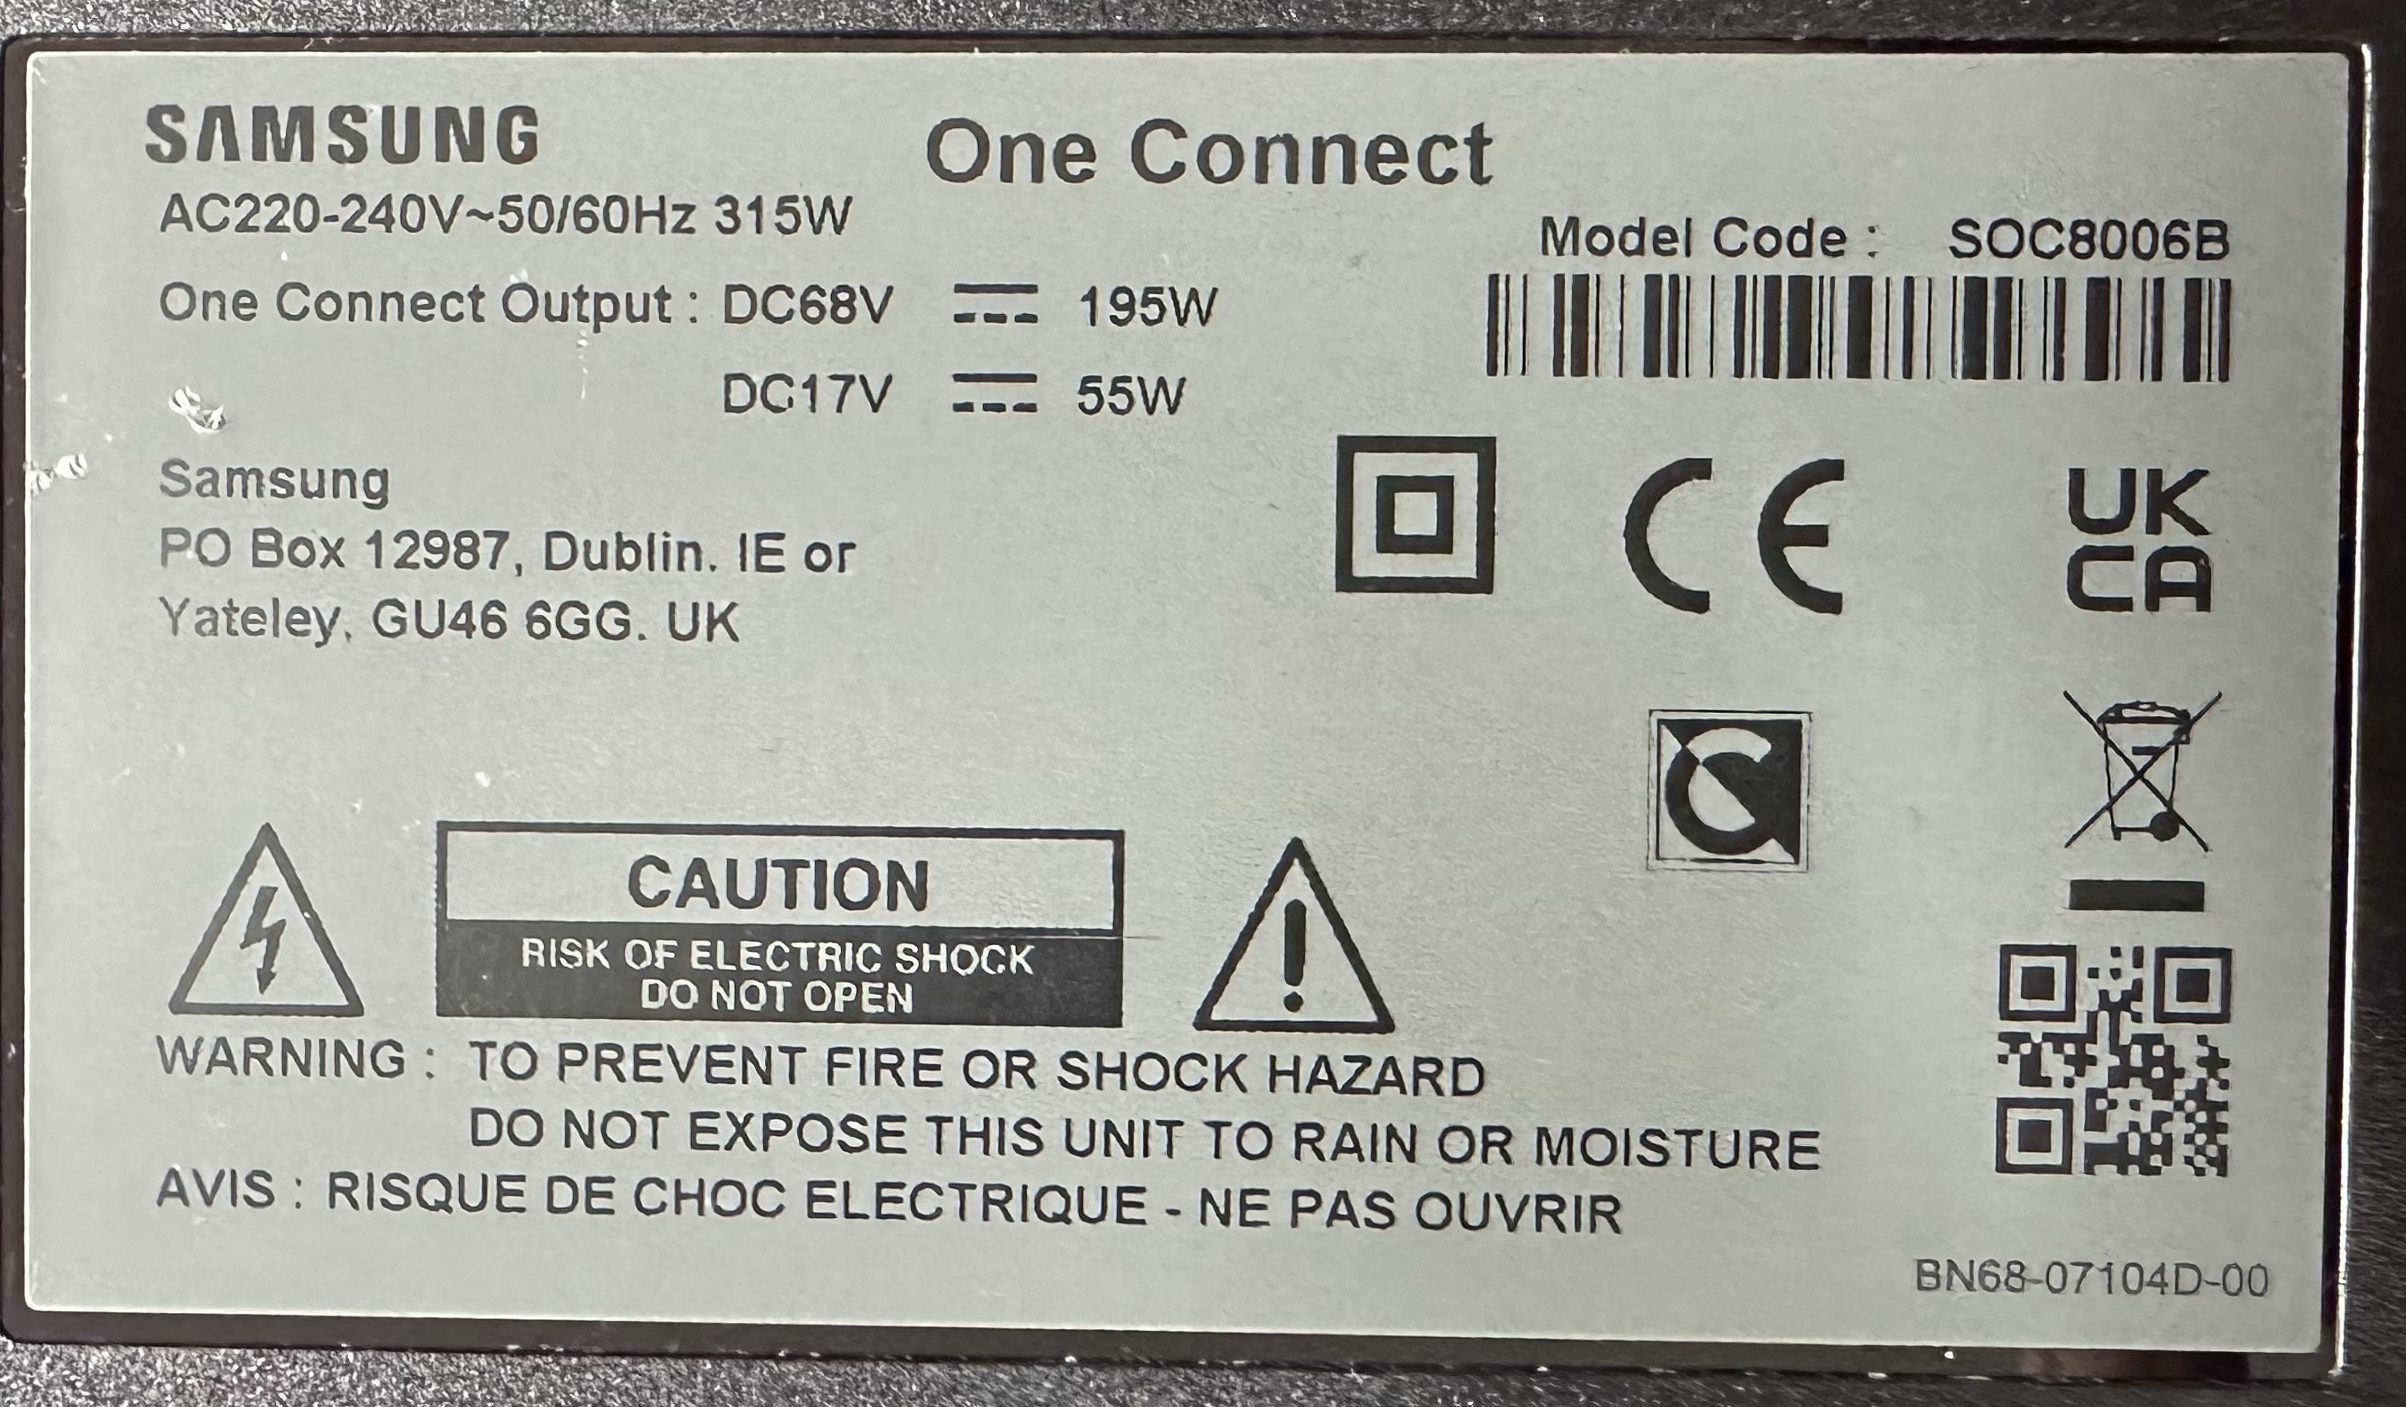 SAMSUNG
One Connect
AC220-240V~50/60Hz 315W
Model Code : SOC8006B
One Connect Output : DC68V ⎓ 195W
DC17V ⎓ 55W
Samsung
PO Box 12987, Dublin. IE or
Yateley, GU46 6GG. UK
CE
UK
CA
CAUTION
RISK OF ELECTRIC SHOCK
DO NOT OPEN
WARNING : TO PREVENT FIRE OR SHOCK HAZARD
DO NOT EXPOSE THIS UNIT TO RAIN OR MOISTURE
AVIS : RISQUE DE CHOC ELECTRIQUE - NE PAS OUVRIR
BN68-07104D-00